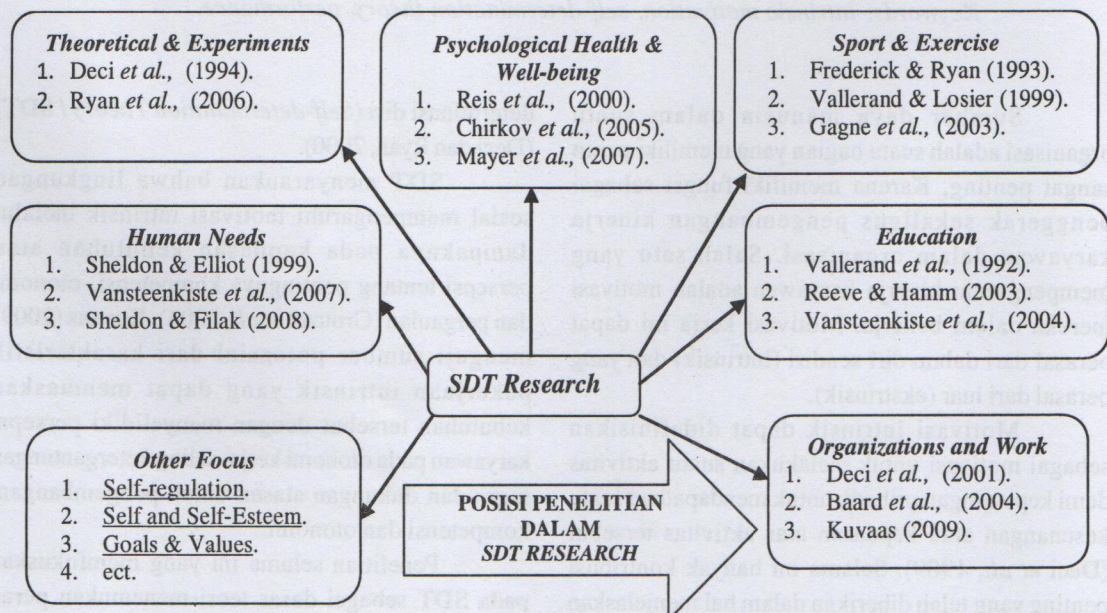 Theoretical & Experiments
1. Deci et al., (1994).
2. Ryan et al., (2006).
Psychological Health &
Well-being
1. Reis et al., (2000).
2. Chirkov et al., (2005).
3. Mayer et al., (2007).
Sport & Exercise
1. Frederick & Ryan (1993).
2. Vallerand & Losier (1999).
3. Gagne et al., (2003).
Human Needs
1. Sheldon & Elliot (1999).
2. Vansteenkiste et al., (2007).
3. Sheldon & Filak (2008).
Education
1. Vallerand et al., (1992).
2. Reeve & Hamm (2003).
3. Vansteenkiste et al., (2004).
SDT Research
Other Focus
1. Self-regulation.
2. Self and Self-Esteem.
3. Goals & Values.
4. ect.
POSISI PENELITIAN
DALAM
SDT RESEARCH
Organizations and Work
1. Deci et al., (2001).
2. Baard et al., (2004).
3. Kuvaas (2009).